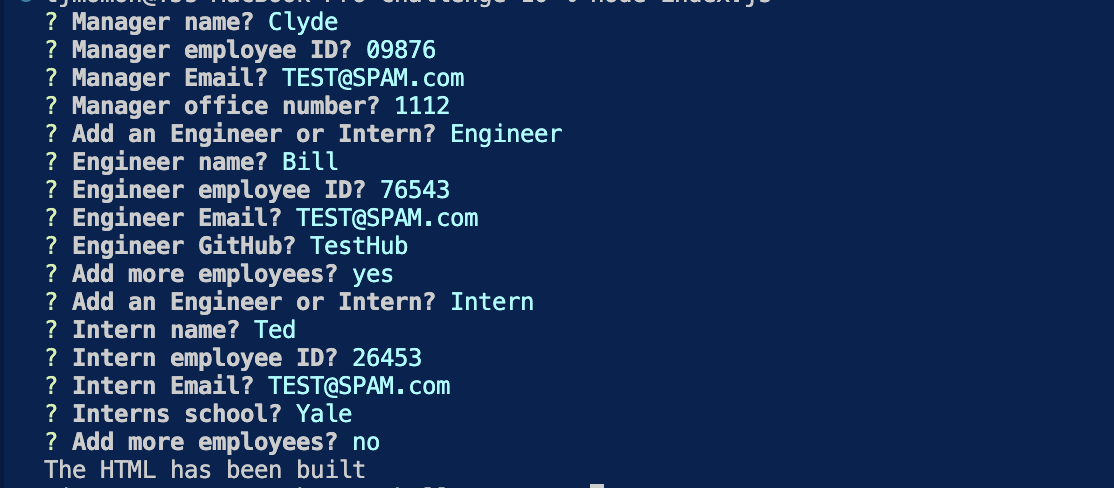 ? Manager name? Clyde
? Manager employee ID? 09876
? Manager Email? TEST@SPAM.com
? Manager office number? 1112
? Add an Engineer or Intern? Engineer
? Engineer name? Bill
? Engineer employee ID? 76543
? Engineer Email? TEST@SPAM.com
? Engineer GitHub? TestHub
? Add more employees? yes
? Add an Engineer or Intern? Intern
? Intern name? Ted
? Intern employee ID? 26453
? Intern Email? TEST@SPAM.com
? Interns school? Yale
? Add more employees? no
The HTML has been built